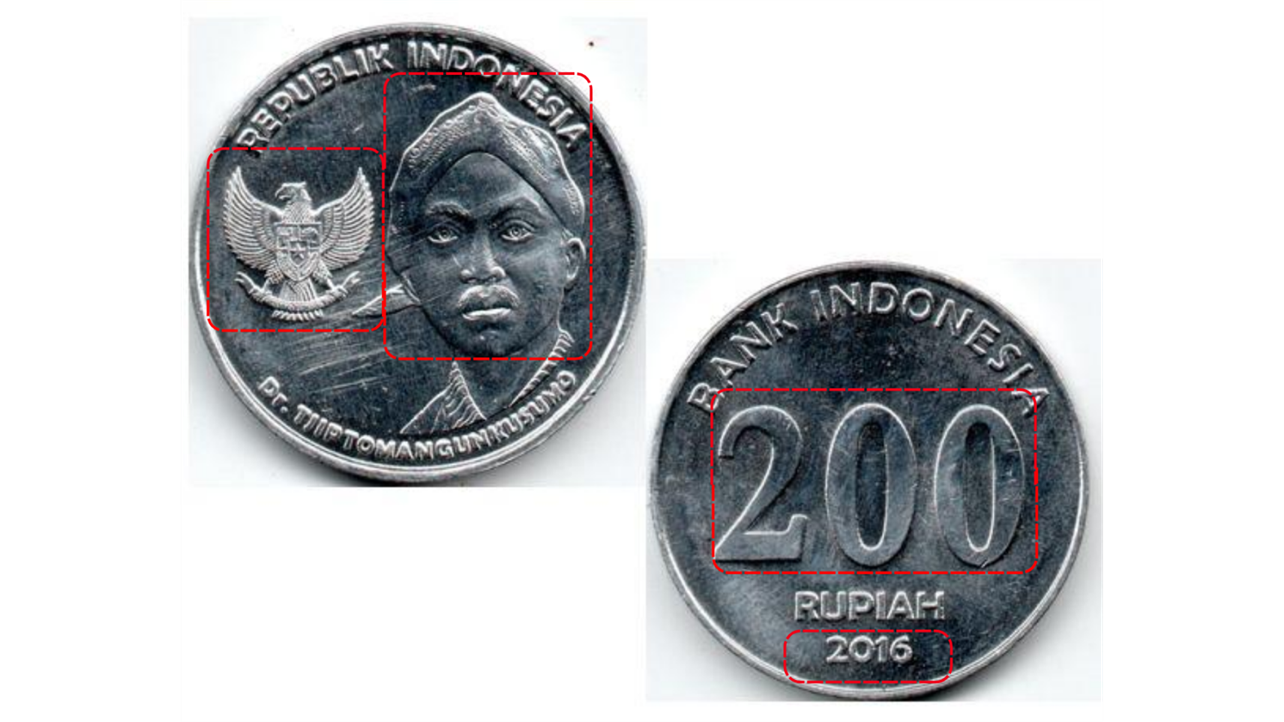 REPUBLIK INDONESIA
Dr. TJIPTOMANGUNKUSUMO
BANK INDONESIA
200
RUPIAH
2016